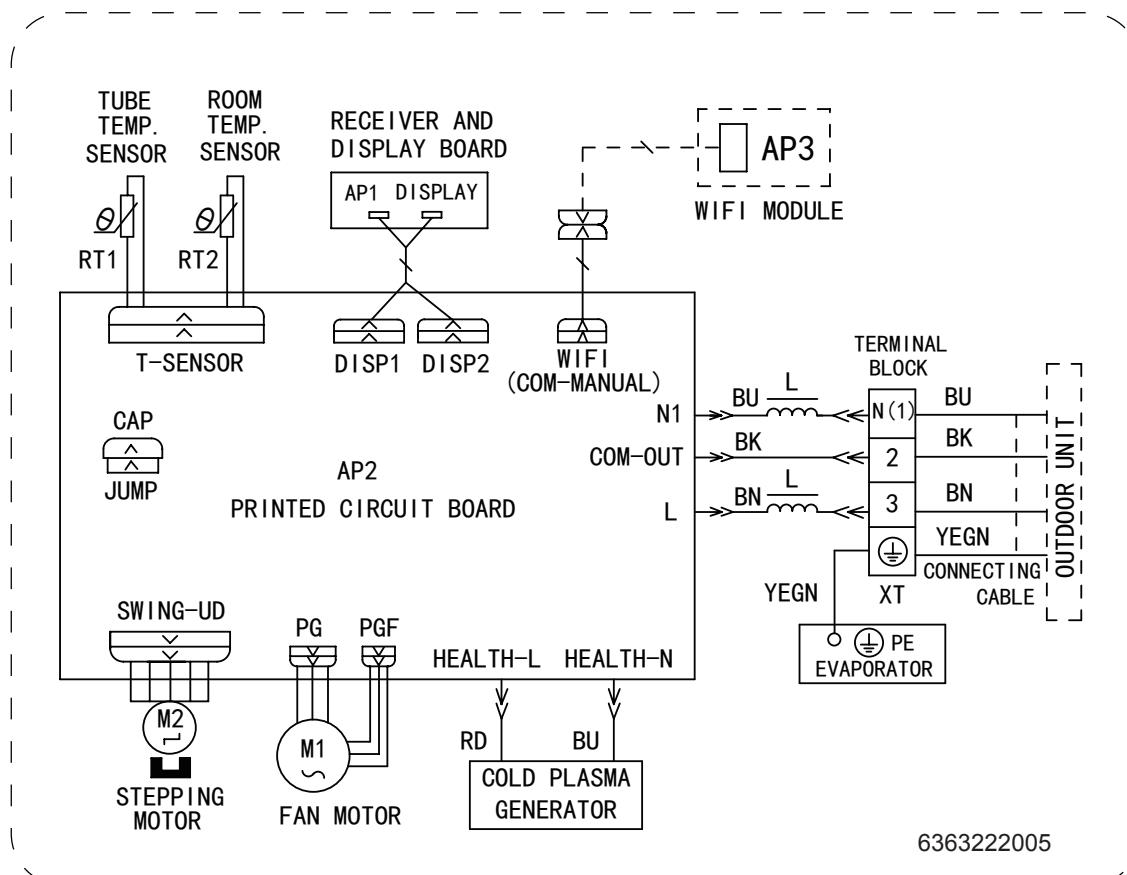 TUBE
TEMP.
SENSOR
ROOM
TEMP.
SENSOR
RECEIVER AND
DISPLAY BOARD
AP1 DISPLAY
AP3
WIFI MODULE
θ
RT1
θ
RT2
T-SENSOR
DISP1
DISP2
WIFI
(COM-MANUAL)
TERMINAL
BLOCK
CAP
JUMP
AP2
PRINTED CIRCUIT BOARD
N1
BU
L
N(1)
BU
COM-OUT
BK
2
BK
L
BN
L
3
BN
YEGN
CONNECTING
CABLE
OUTDOOR UNIT
XT
YEGN
PE
EVAPORATOR
SWING-UD
PG
PGF
HEALTH-L
HEALTH-N
M2
M1
RD
BU
COLD PLASMA
GENERATOR
STEPPING
MOTOR
FAN MOTOR
6363222005